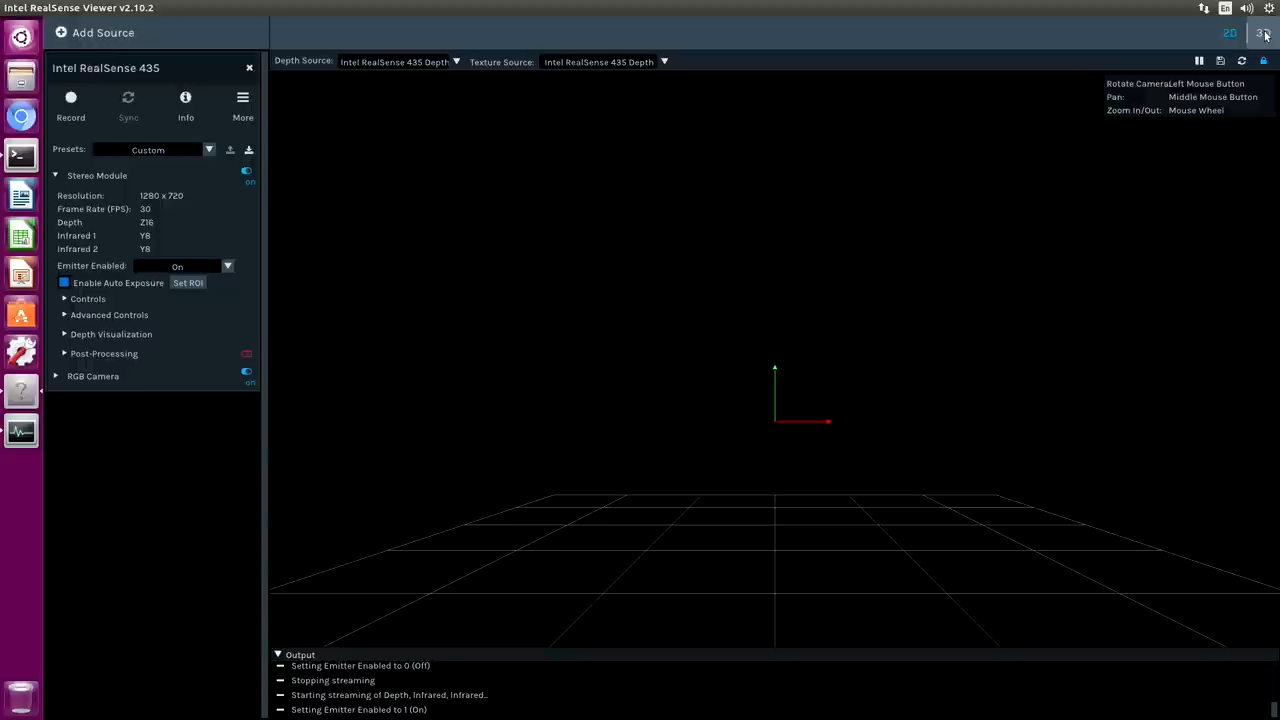 Intel RealSense Viewer v2.10.2
En
Add Source
2D
3D
Intel RealSense 435
Depth Source: Intel RealSense 435 Depth
Texture Source: Intel RealSense 435 Depth
Rotate Camera: Left Mouse Button
Pan: Middle Mouse Button
Zoom In/Out: Mouse Wheel
Record
Sync
Info
More
Presets: Custom
Stereo Module
on
Resolution: 1280 x 720
Frame Rate (FPS): 30
Depth Z16
Infrared 1 Y8
Infrared 2 Y8
Emitter Enabled: On
Enable Auto Exposure Set ROI
Controls
Advanced Controls
Depth Visualization
Post-Processing
RGB Camera
on
Output
Setting Emitter Enabled to 0 (Off)
Stopping streaming
Starting streaming of Depth, Infrared, Infrared...
Setting Emitter Enabled to 1 (On)